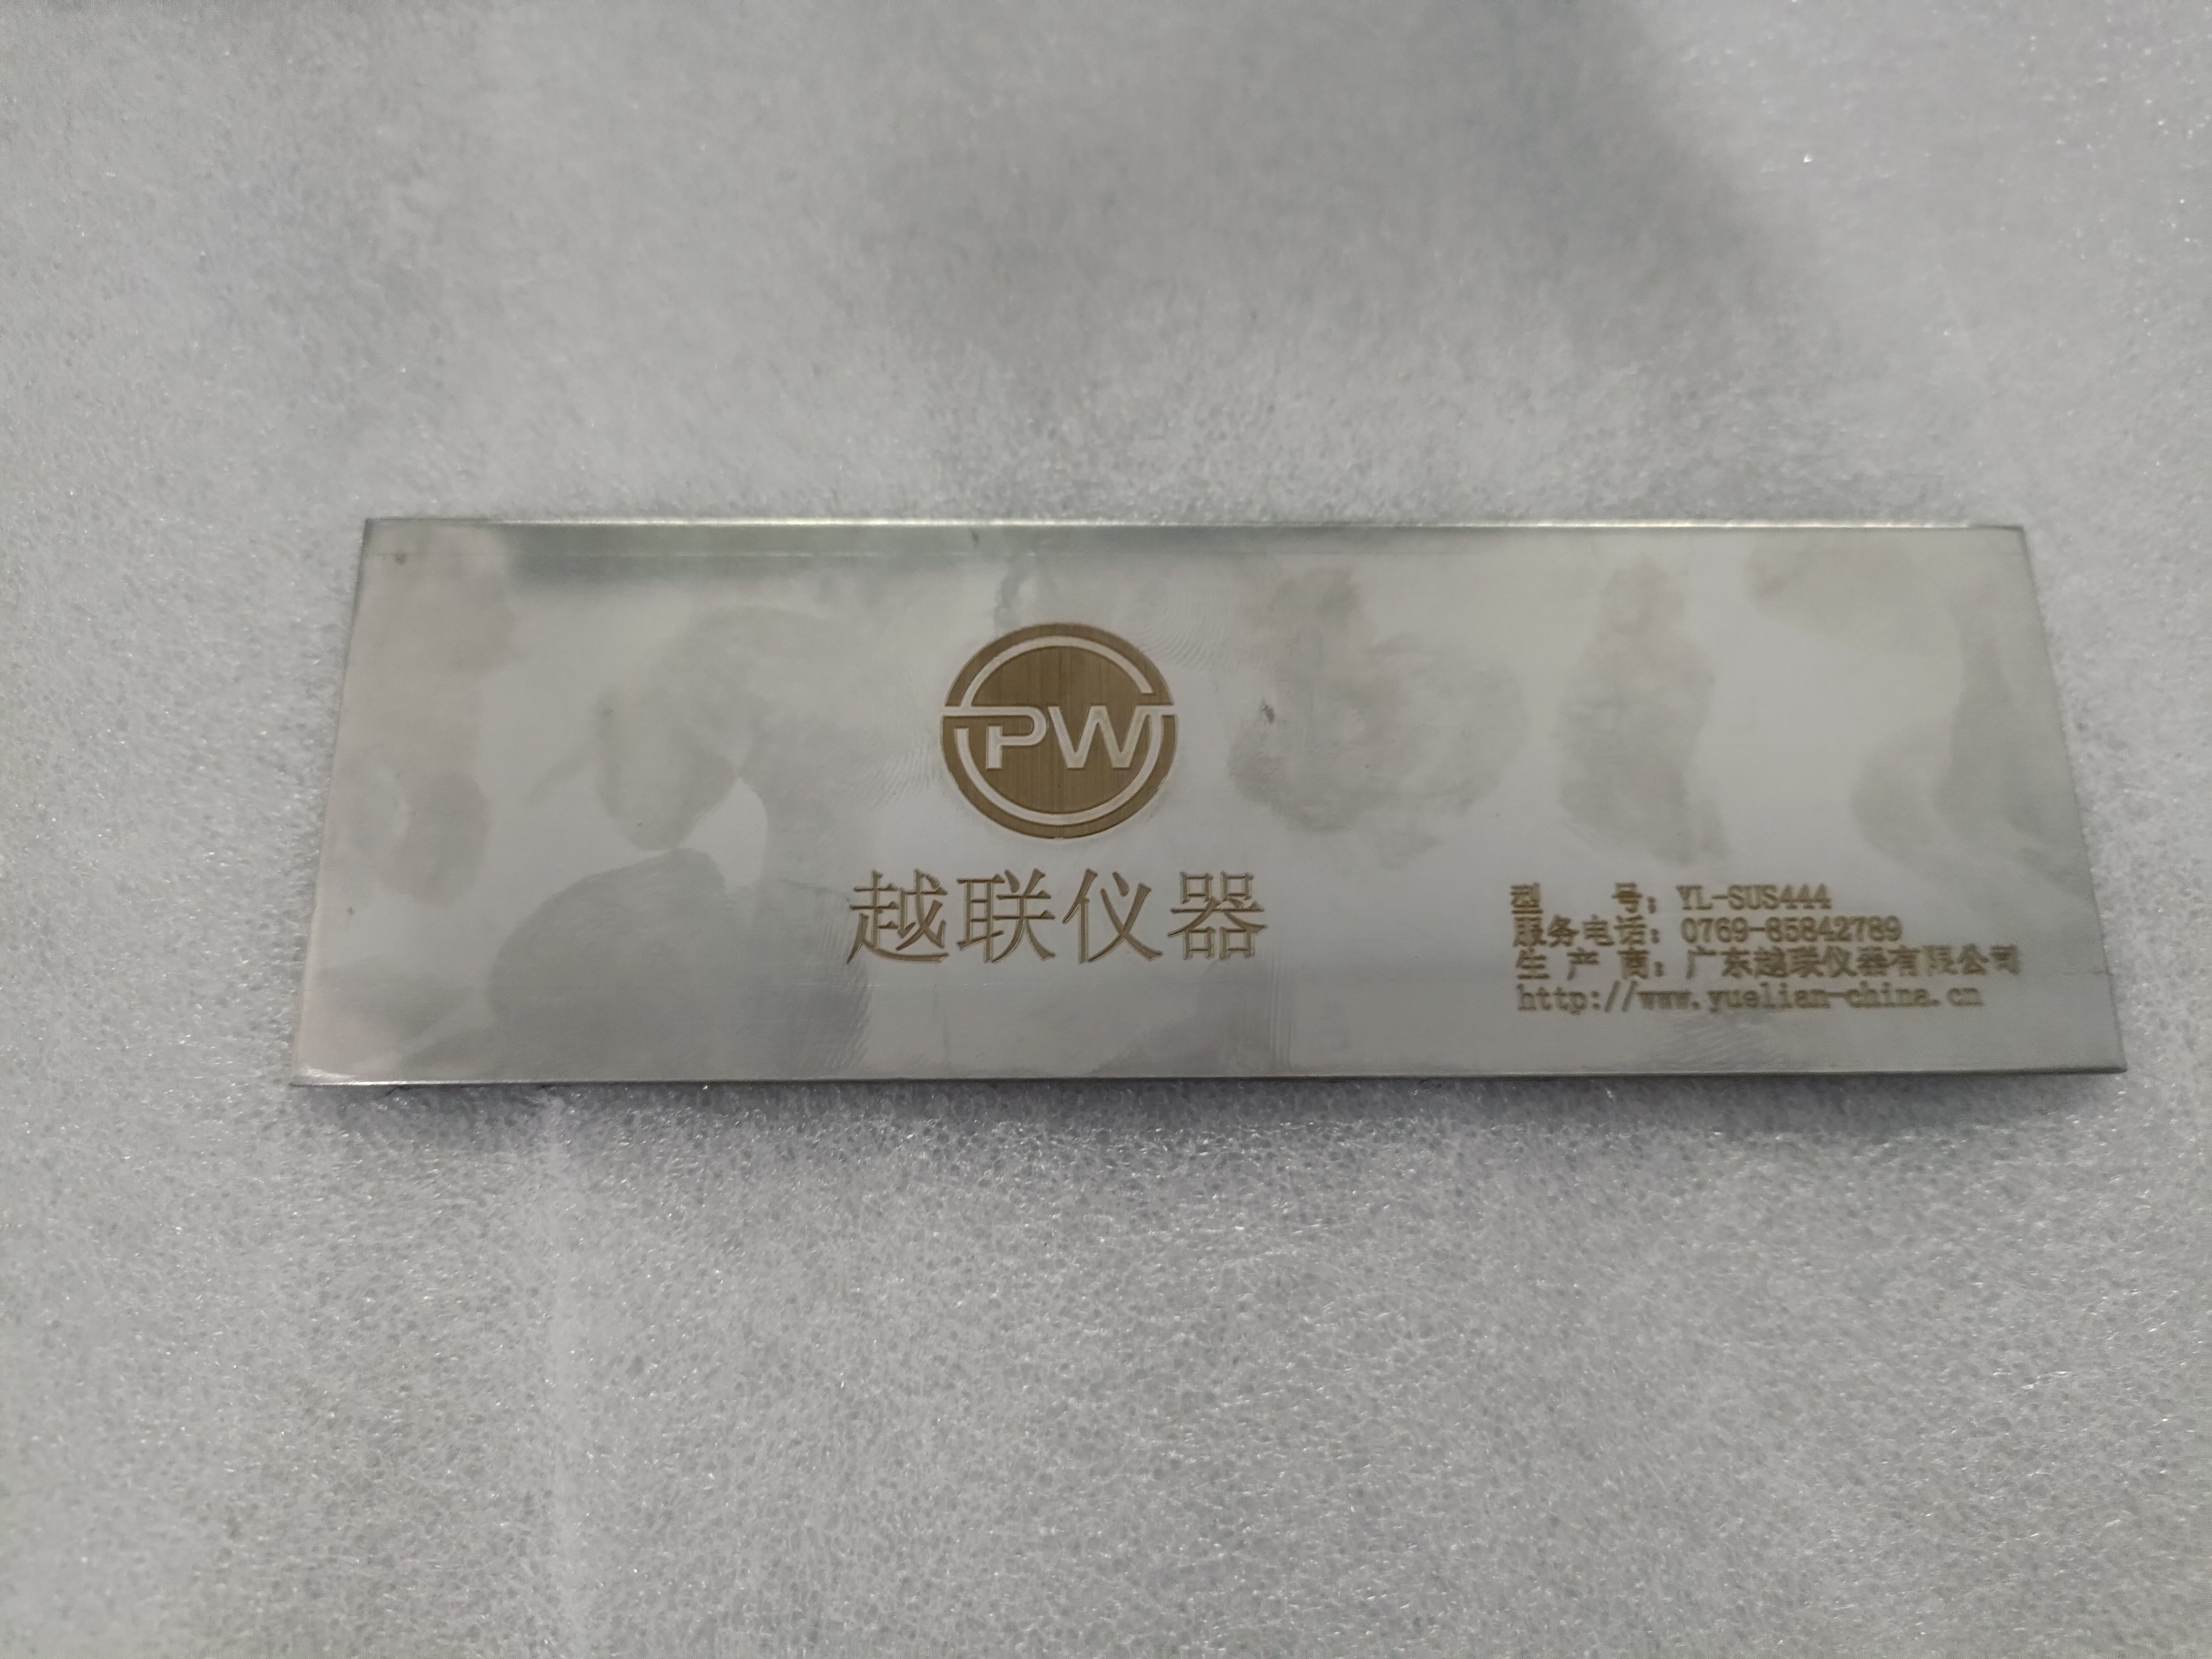 PW
越联仪器
型 号：YL-SUS444
服务电话：0769-85842789
生 产 商：广东越联仪器有限公司
http://www.yuelian-china.cn